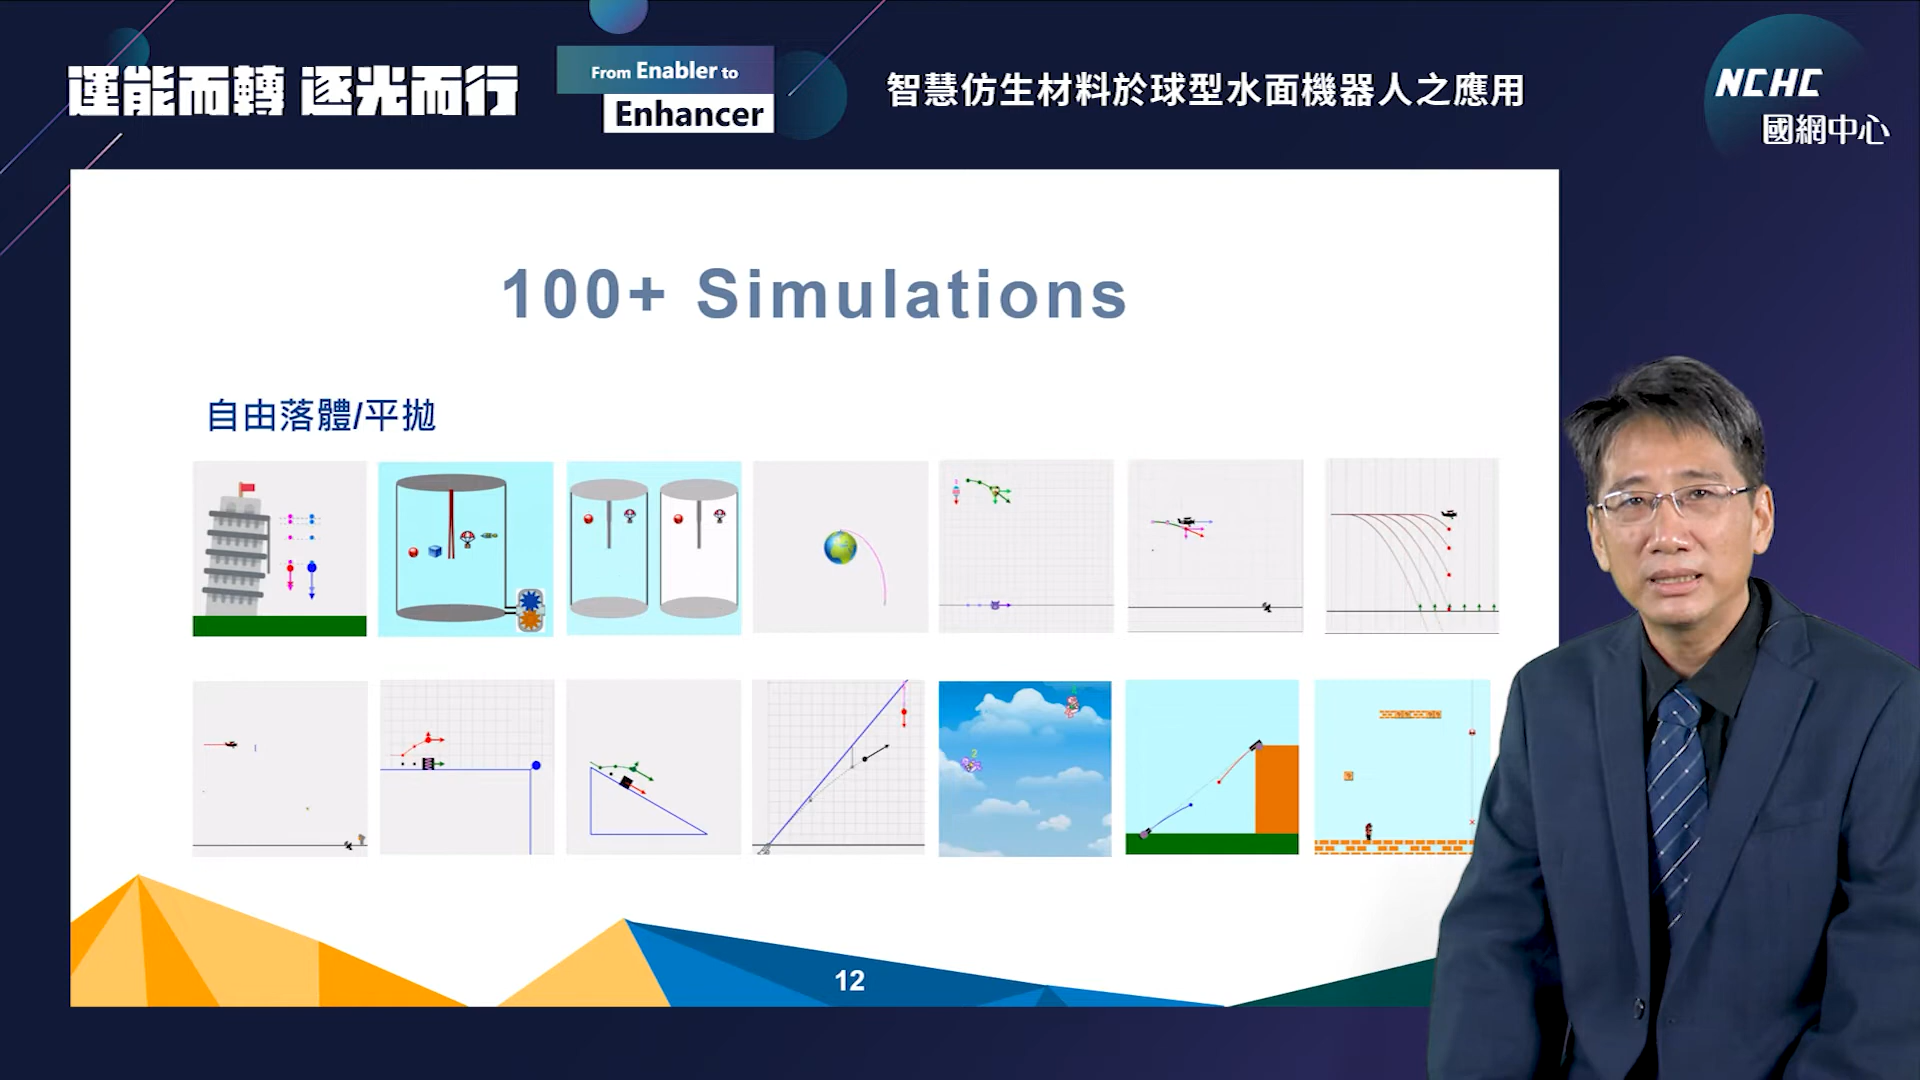 運能而轉 逐光而行
From Enabler to
Enhancer
智慧仿生材料於球型水面機器人之應用
NCHC
國網中心
100+ Simulations
自由落體/平拋
2
12